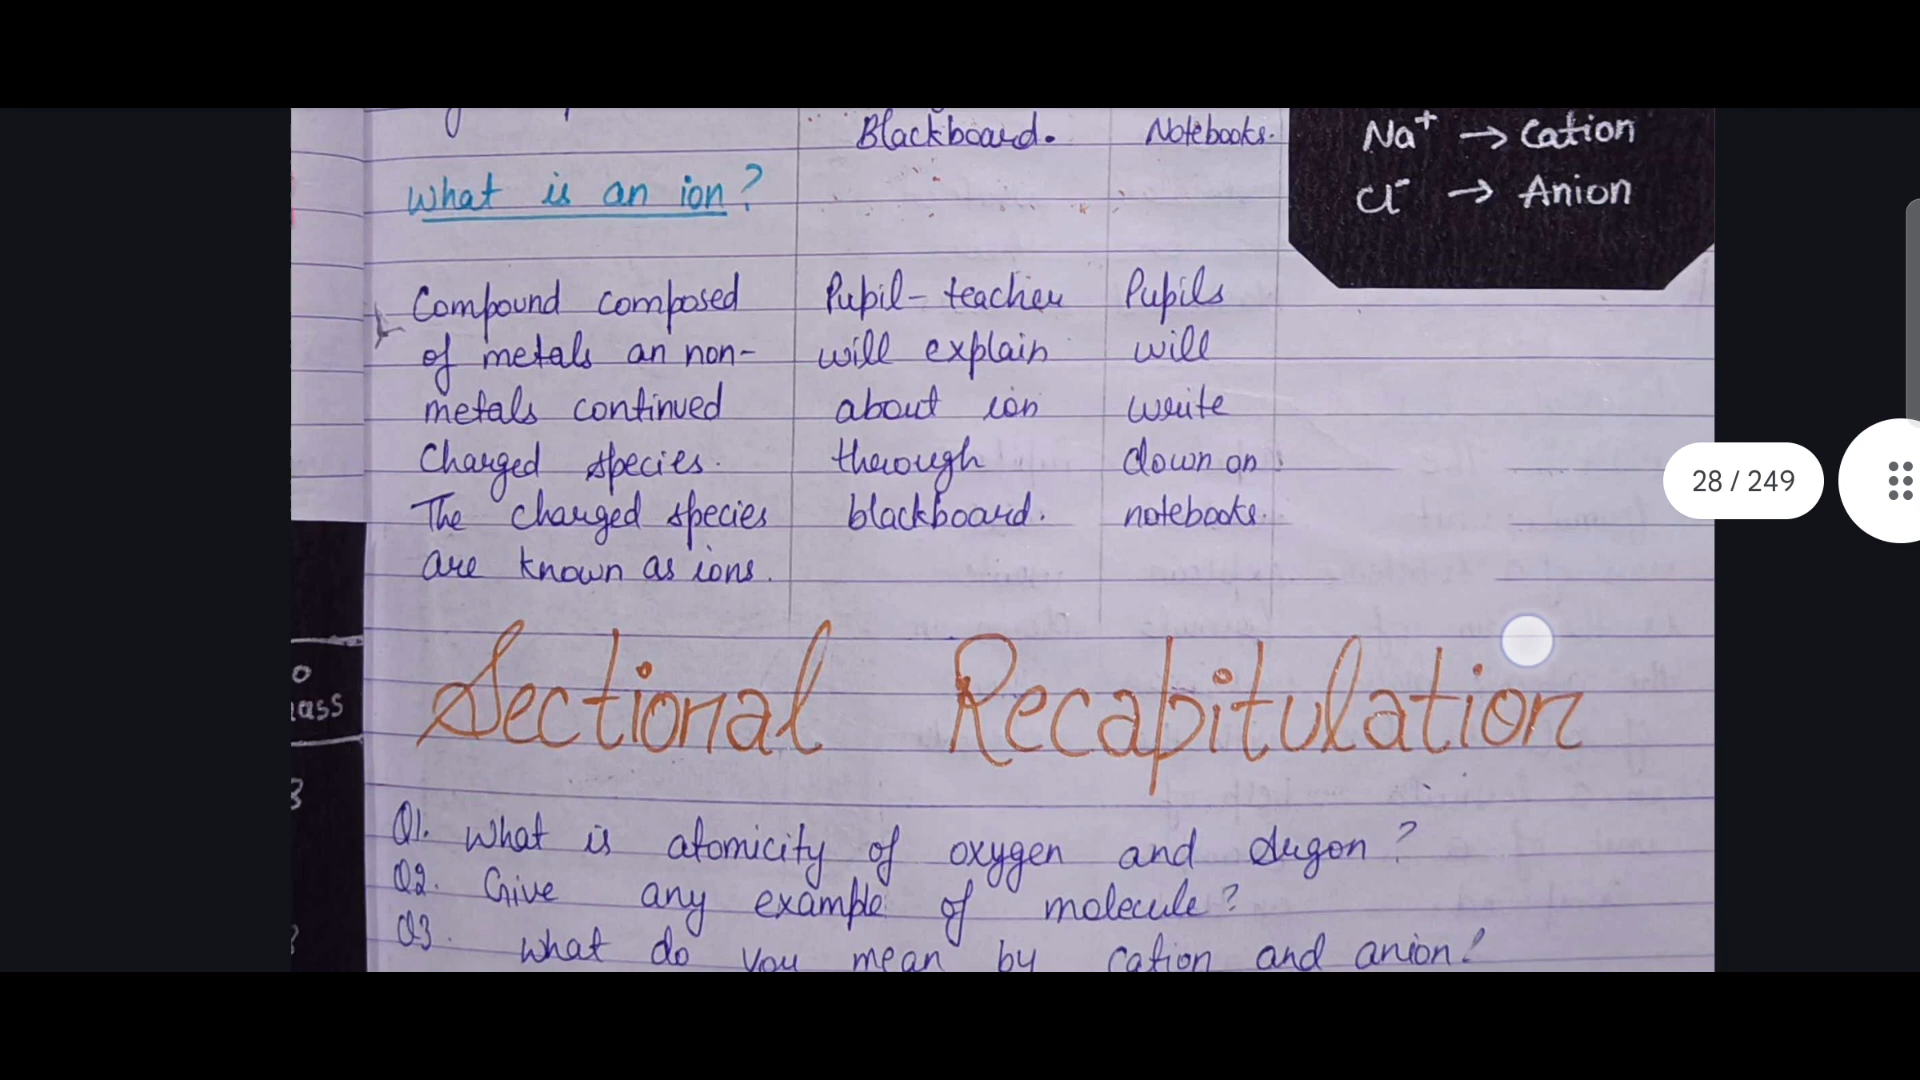 Blackboard.
Notebooks.
Na+ → Cation
Cl- → Anion
What is an ion?
Compound composed
of metals an non-
metals continued
Charged species.
The charged species
are known as ions.
Pupil-teacher
will explain
about ion
through
blackboard.
Pupils
will
write
down on
notebooks.
28 / 249
Sectional Recapitulation
Q1. What is atomicity of oxygen and Argon?
Q2. Give any example of molecule?
Q3. What do you mean by cation and anion?